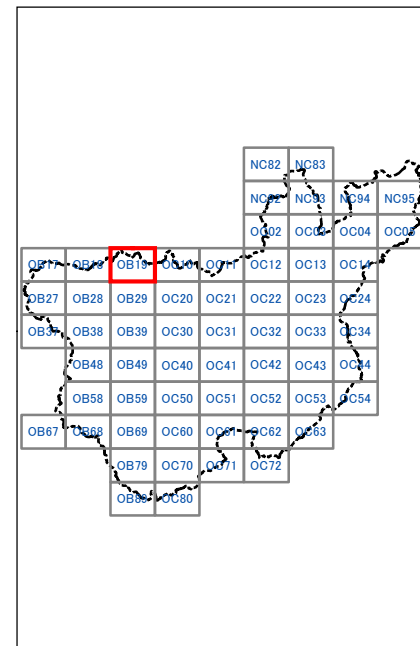 NC82 NC83
NC92 NC93 NC94 NC95
OC02 OC03 OC04 OC05
OB17 OB18 OB19 OC10 OC11 OC12 OC13 OC14
OB27 OB28 OB29 OC20 OC21 OC22 OC23 OC24
OB37 OB38 OB39 OC30 OC31 OC32 OC33 OC34
OB48 OB49 OC40 OC41 OC42 OC43 OC44
OB58 OB59 OC50 OC51 OC52 OC53 OC54
OB67 OB68 OB69 OC60 OC61 OC62 OC63
OB79 OC70 OC71 OC72
OB89 OC80